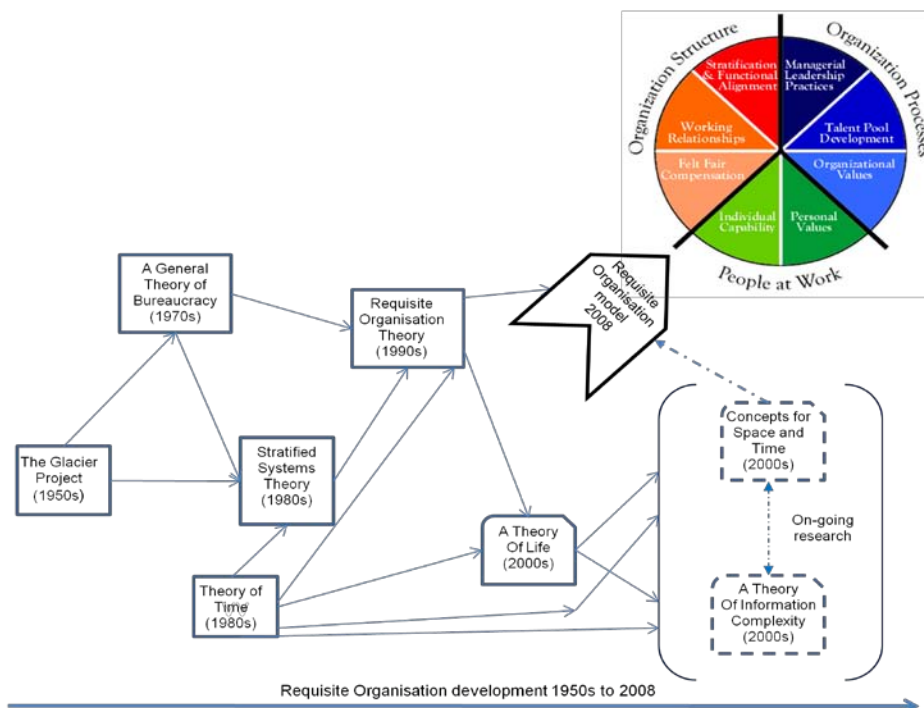 Organization Structure
Organization Processes
People at Work
Stratification
& Functional
Alignment
Managerial
Leadership
Practices
Working
Relationships
Talent Pool
Development
Felt Fair
Compensation
Organizational
Values
Individual
Capability
Personal
Values
A General
Theory of
Bureaucracy
(1970s)
Requisite
Organisation
Theory
(1990s)
Requisite
Organisation
model
2008
The Glacier
Project
(1950s)
Stratified
Systems
Theory
(1980s)
Concepts for
Space and
Time
(2000s)
On-going
research
A Theory
Of Life
(2000s)
Theory of
Time
(1980s)
A Theory
Of Information
Complexity
(2000s)
Requisite Organisation development 1950s to 2008